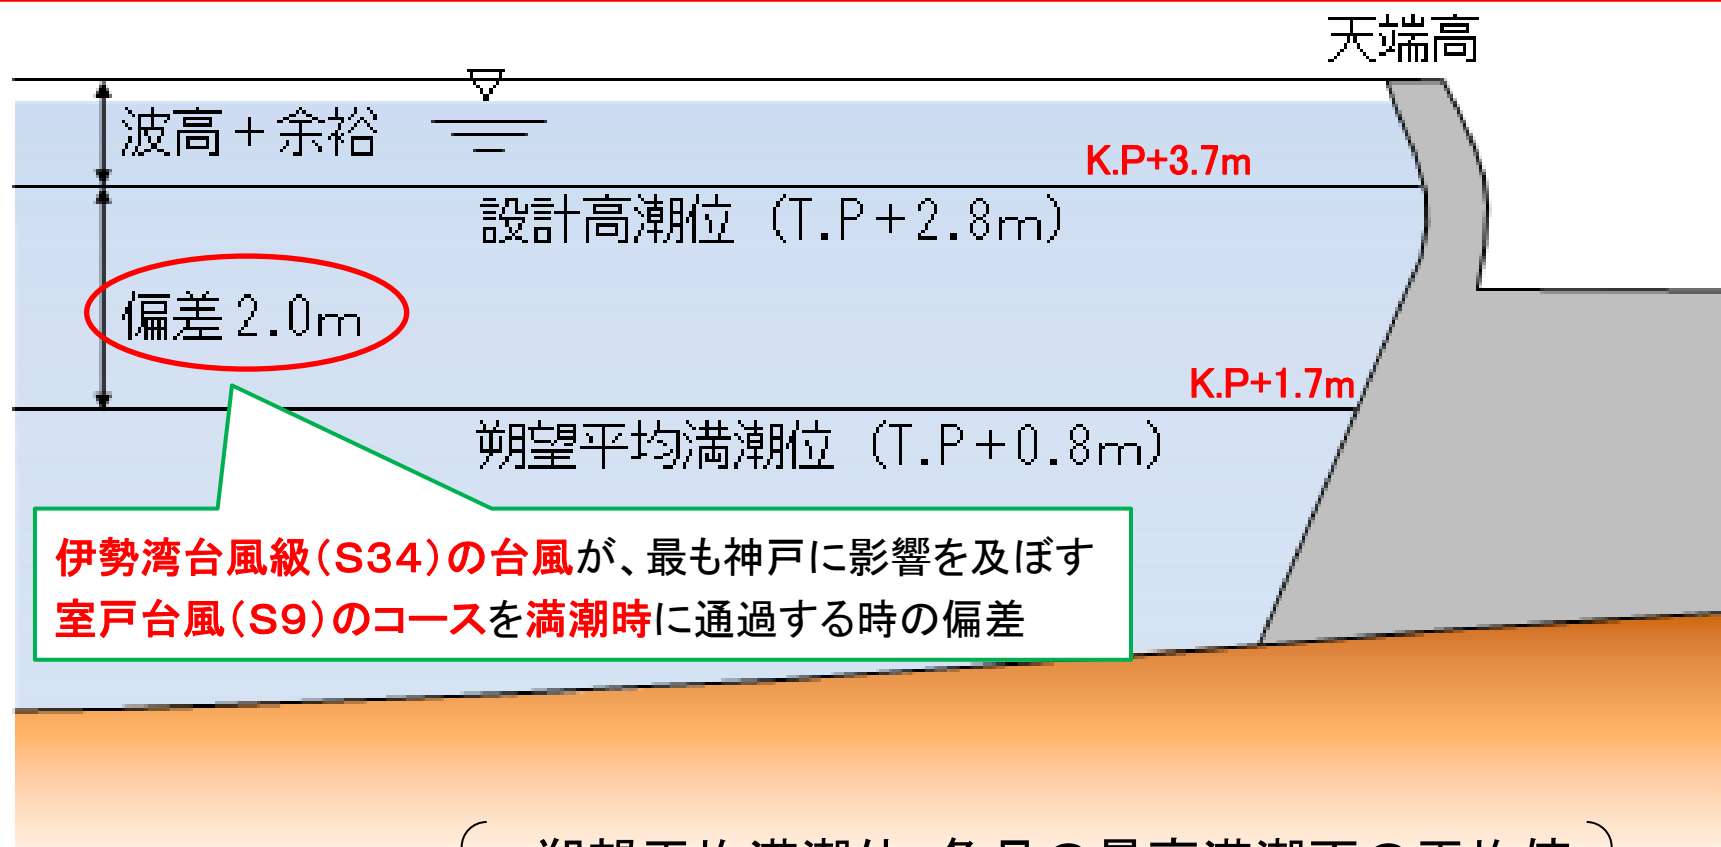 天端高
波高+余裕
K.P+3.7m
設計高潮位 (T.P+2.8m)
偏差2.0m
K.P+1.7m
朔望平均満潮位 (T.P+0.8m)
伊勢湾台風級(S34)の台風が、最も神戸に影響を及ぼす
室戸台風(S9)のコースを満潮時に通過する時の偏差